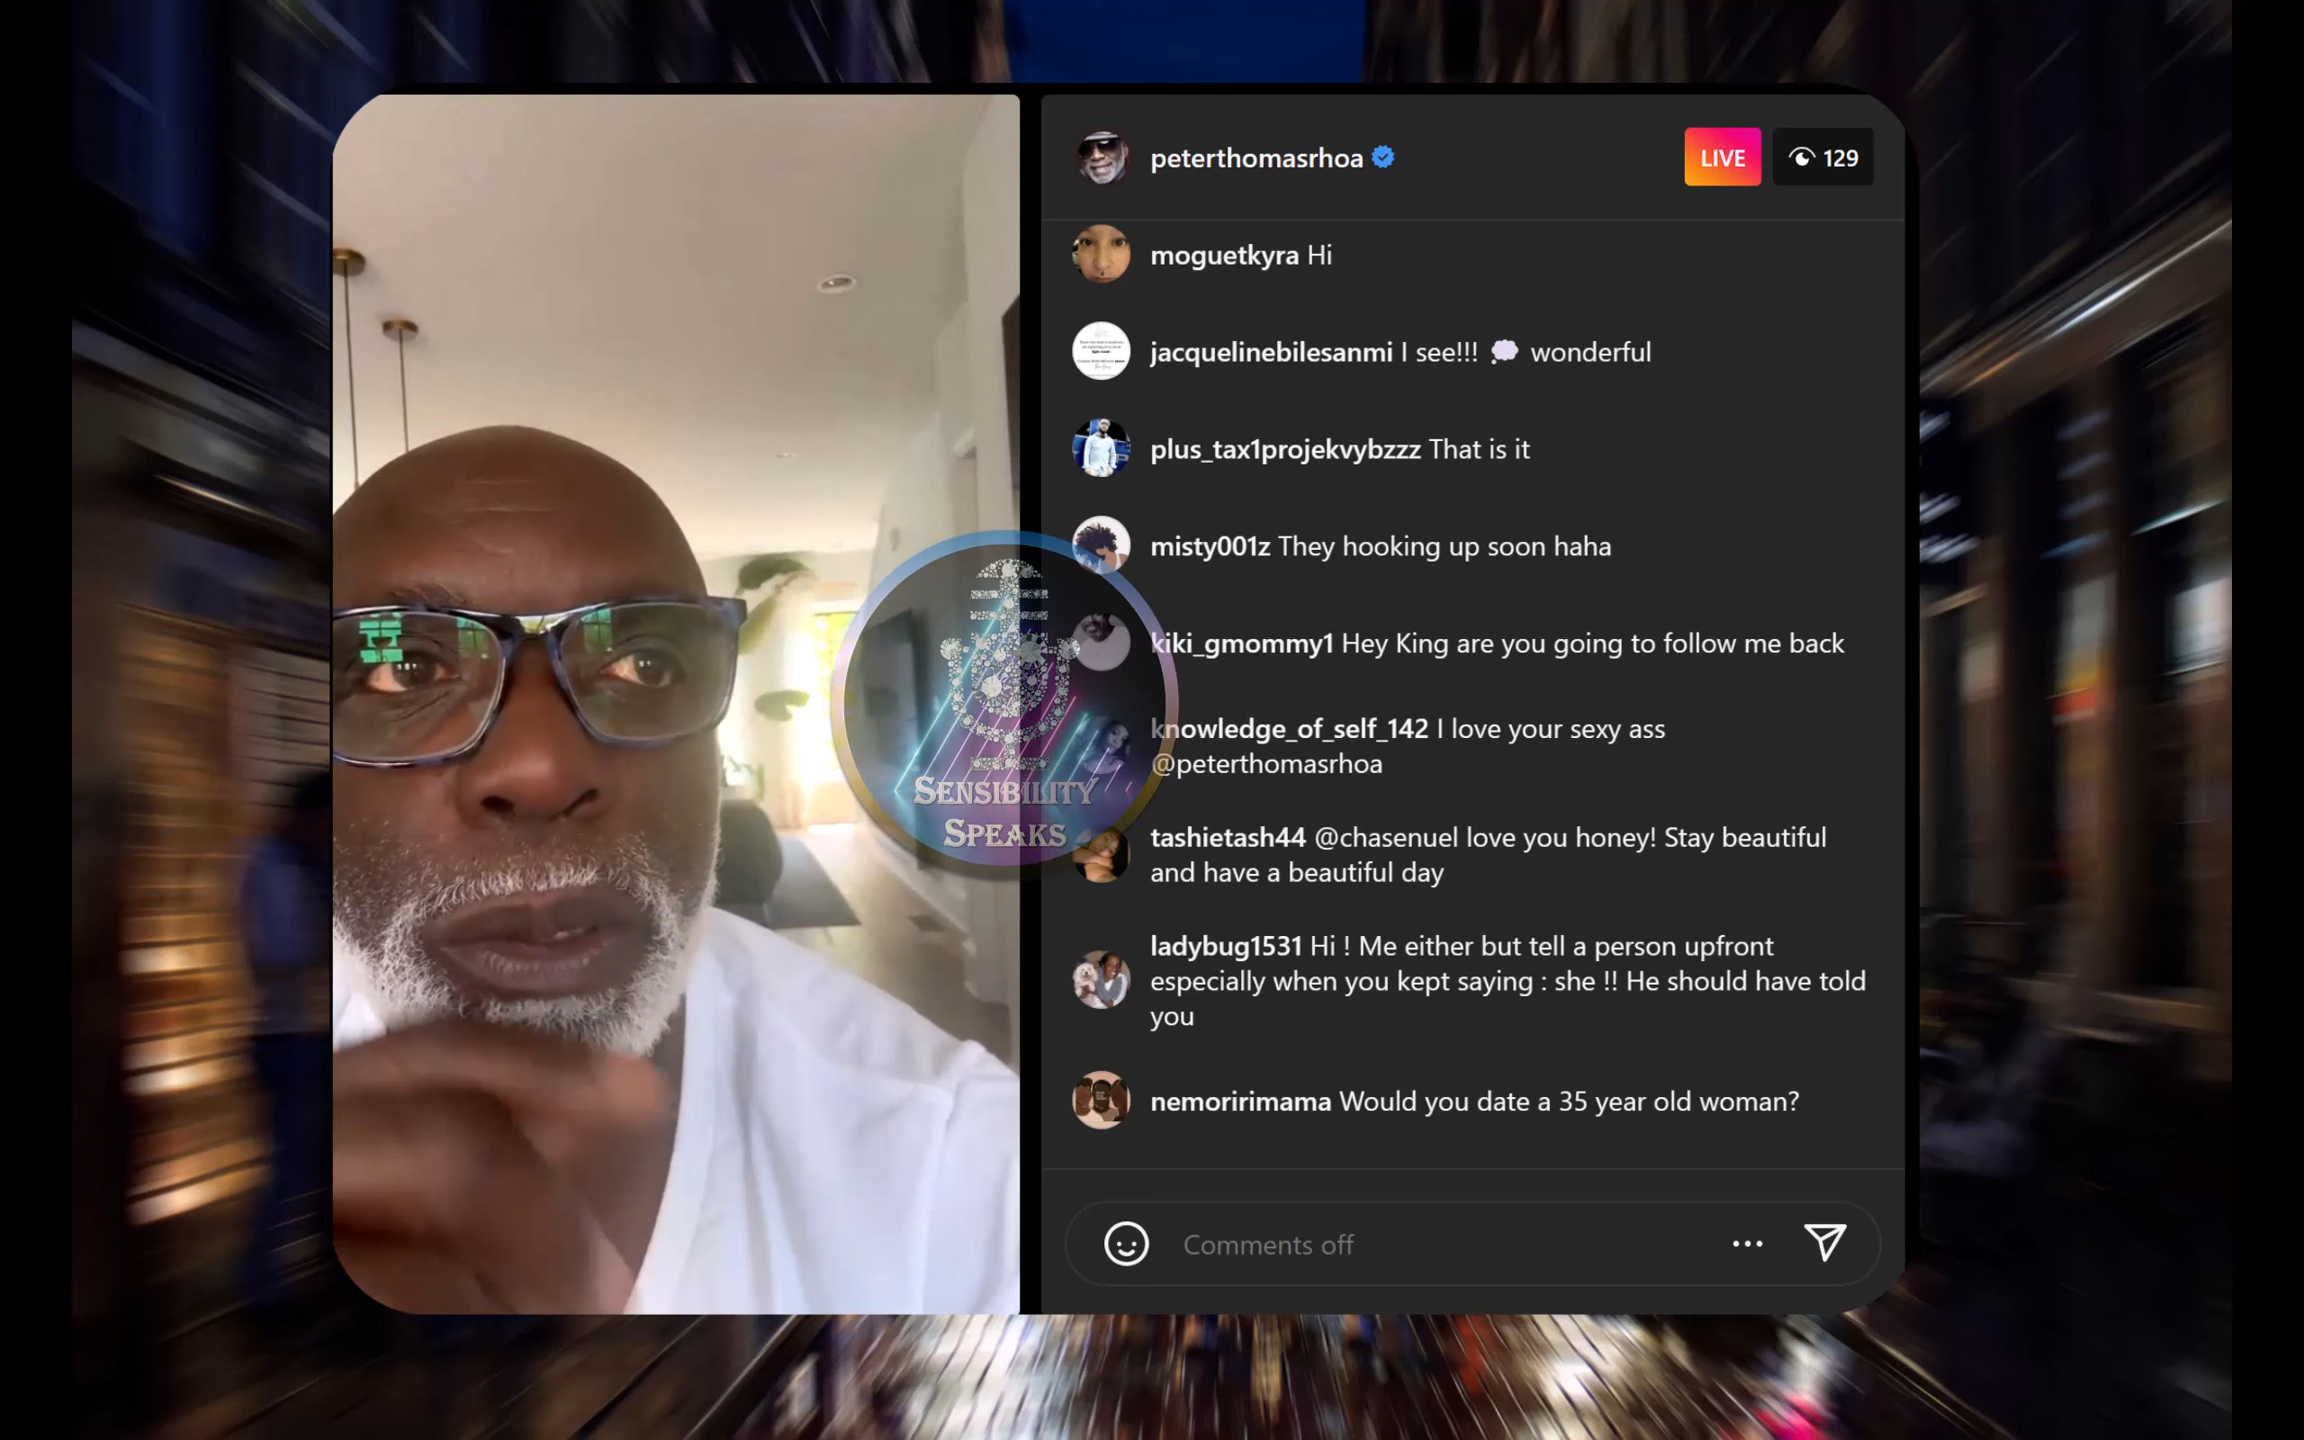 peterthomasrhoa
LIVE
129
moguetkyra Hi
jacquelinebilesanmi I see!!! 💭 wonderful
plus_tax1projekvybzzz That is it
misty001z They hooking up soon haha
kiki_gmommy1 Hey King are you going to follow me back
knowledge_of_self_142 I love your sexy ass
@peterthomasrhoa
SENSIBILITY
SPEAKS
tashietash44 @chasenuel love you honey! Stay beautiful
and have a beautiful day
ladybug1531 Hi ! Me either but tell a person upfront
especially when you kept saying : she !! He should have told
you
nemoririmama Would you date a 35 year old woman?
Comments off